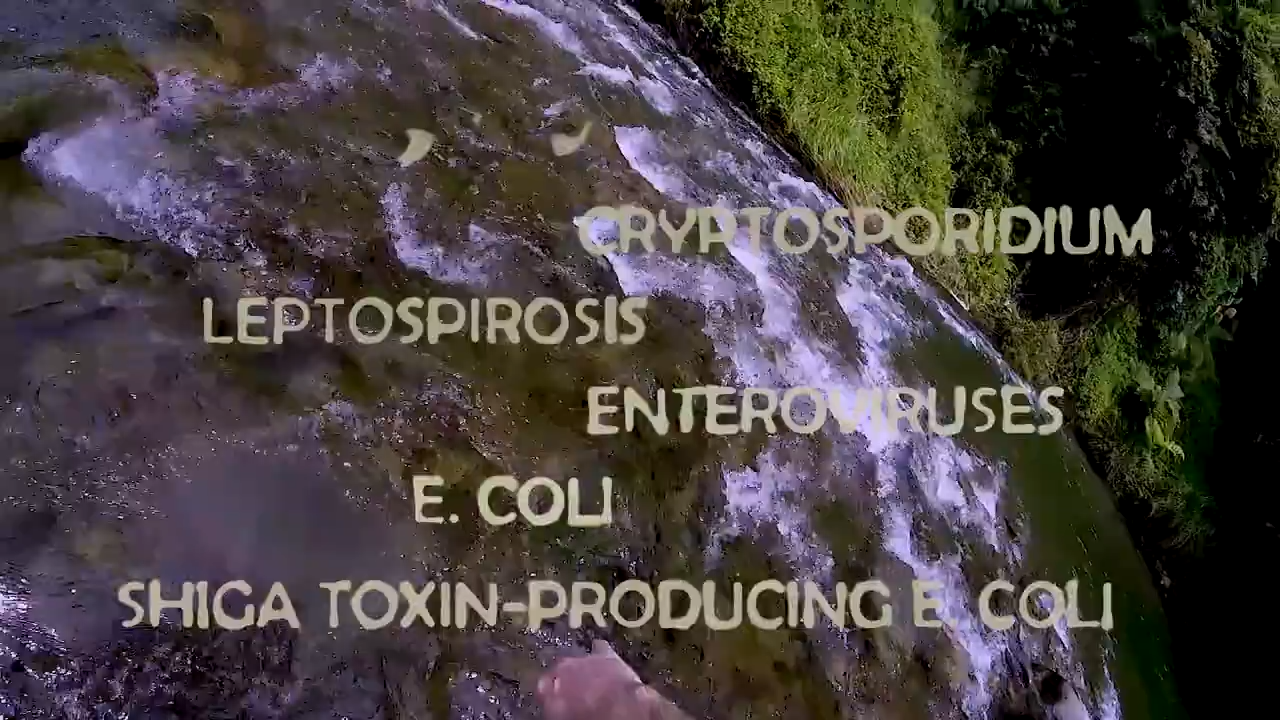 CRYPTOSPORIDIUM
LEPTOSPIROSIS
ENTEROVIRUSES
E. COLI
SHIGA TOXIN-PRODUCING E. COLI